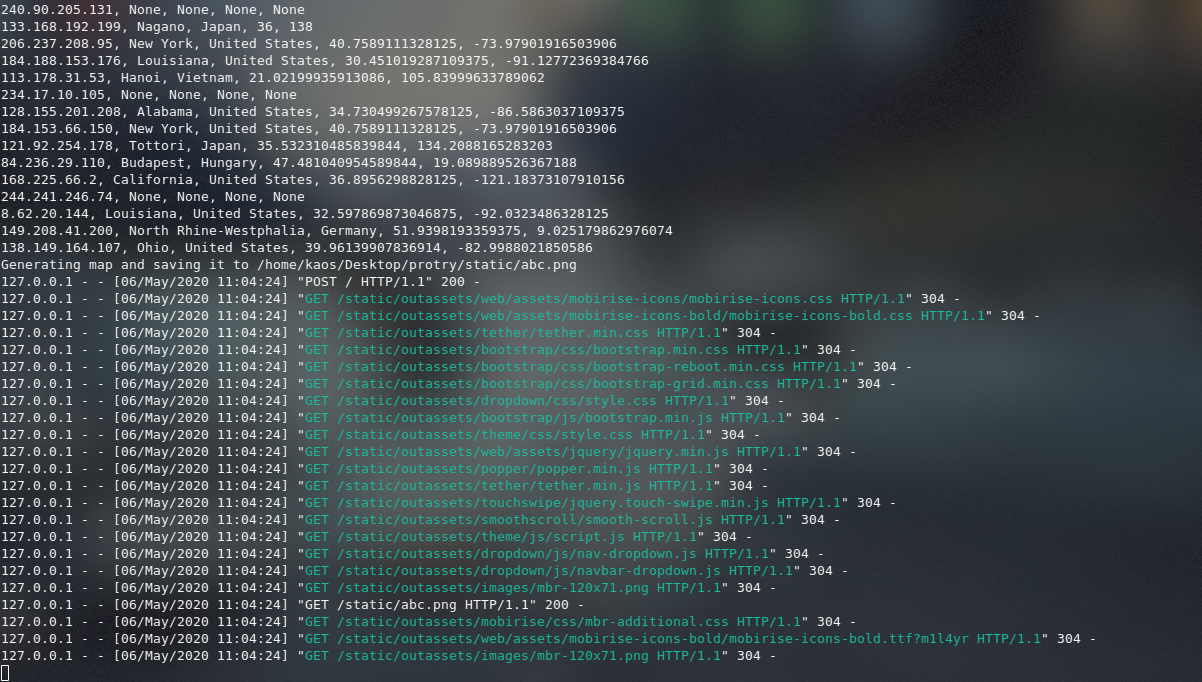 240.90.205.131, None, None, None, None
133.168.192.199, Nagano, Japan, 36, 138
206.237.208.95, New York, United States, 40.7589111328125, -73.97901916503906
184.188.153.176, Louisiana, United States, 30.451019287109375, -91.12772369384766
113.178.31.53, Hanoi, Vietnam, 21.02199935913086, 105.83999633789062
234.17.10.105, None, None, None, None
128.155.201.208, Alabama, United States, 34.730499267578125, -86.5863037109375
184.153.66.150, New York, United States, 40.7589111328125, -73.97901916503906
121.92.254.178, Tottori, Japan, 35.532310485839844, 134.2088165283203
84.236.29.110, Budapest, Hungary, 47.481040954589844, 19.089889526367188
168.225.66.2, California, United States, 36.8956298828125, -121.18373107910156
244.241.246.74, None, None, None, None
8.62.20.144, Louisiana, United States, 32.597869873046875, -92.0323486328125
149.208.41.200, North Rhine-Westphalia, Germany, 51.9398193359375, 9.025179862976074
138.149.164.107, Ohio, United States, 39.96139907836914, -82.9988021850586
Generating map and saving it to /home/kaos/Desktop/protry/static/abc.png
127.0.0.1 - - [06/May/2020 11:04:24] "POST / HTTP/1.1" 200 -
127.0.0.1 - - [06/May/2020 11:04:24] "GET /static/outassets/web/assets/mobirise-icons/mobirise-icons.css HTTP/1.1" 304 -
127.0.0.1 - - [06/May/2020 11:04:24] "GET /static/outassets/web/assets/mobirise-icons-bold/mobirise-icons-bold.css HTTP/1.1" 304 -
127.0.0.1 - - [06/May/2020 11:04:24] "GET /static/outassets/tether/tether.min.css HTTP/1.1" 304 -
127.0.0.1 - - [06/May/2020 11:04:24] "GET /static/outassets/bootstrap/css/bootstrap.min.css HTTP/1.1" 304 -
127.0.0.1 - - [06/May/2020 11:04:24] "GET /static/outassets/bootstrap/css/bootstrap-reboot.min.css HTTP/1.1" 304 -
127.0.0.1 - - [06/May/2020 11:04:24] "GET /static/outassets/bootstrap/css/bootstrap-grid.min.css HTTP/1.1" 304 -
127.0.0.1 - - [06/May/2020 11:04:24] "GET /static/outassets/dropdown/css/style.css HTTP/1.1" 304 -
127.0.0.1 - - [06/May/2020 11:04:24] "GET /static/outassets/bootstrap/js/bootstrap.min.js HTTP/1.1" 304 -
127.0.0.1 - - [06/May/2020 11:04:24] "GET /static/outassets/theme/css/style.css HTTP/1.1" 304 -
127.0.0.1 - - [06/May/2020 11:04:24] "GET /static/outassets/web/assets/jquery/jquery.min.js HTTP/1.1" 304 -
127.0.0.1 - - [06/May/2020 11:04:24] "GET /static/outassets/popper/popper.min.js HTTP/1.1" 304 -
127.0.0.1 - - [06/May/2020 11:04:24] "GET /static/outassets/tether/tether.min.js HTTP/1.1" 304 -
127.0.0.1 - - [06/May/2020 11:04:24] "GET /static/outassets/touchswipe/jquery.touch-swipe.min.js HTTP/1.1" 304 -
127.0.0.1 - - [06/May/2020 11:04:24] "GET /static/outassets/smoothscroll/smooth-scroll.js HTTP/1.1" 304 -
127.0.0.1 - - [06/May/2020 11:04:24] "GET /static/outassets/theme/js/script.js HTTP/1.1" 304 -
127.0.0.1 - - [06/May/2020 11:04:24] "GET /static/outassets/dropdown/js/nav-dropdown.js HTTP/1.1" 304 -
127.0.0.1 - - [06/May/2020 11:04:24] "GET /static/outassets/dropdown/js/navbar-dropdown.js HTTP/1.1" 304 -
127.0.0.1 - - [06/May/2020 11:04:24] "GET /static/outassets/images/mbr-120x71.png HTTP/1.1" 304 -
127.0.0.1 - - [06/May/2020 11:04:24] "GET /static/abc.png HTTP/1.1" 200 -
127.0.0.1 - - [06/May/2020 11:04:24] "GET /static/outassets/mobirise/css/mbr-additional.css HTTP/1.1" 304 -
127.0.0.1 - - [06/May/2020 11:04:24] "GET /static/outassets/web/assets/mobirise-icons-bold/mobirise-icons-bold.ttf?m1l4yr HTTP/1.1" 304 -
127.0.0.1 - - [06/May/2020 11:04:24] "GET /static/outassets/images/mbr-120x71.png HTTP/1.1" 304 -